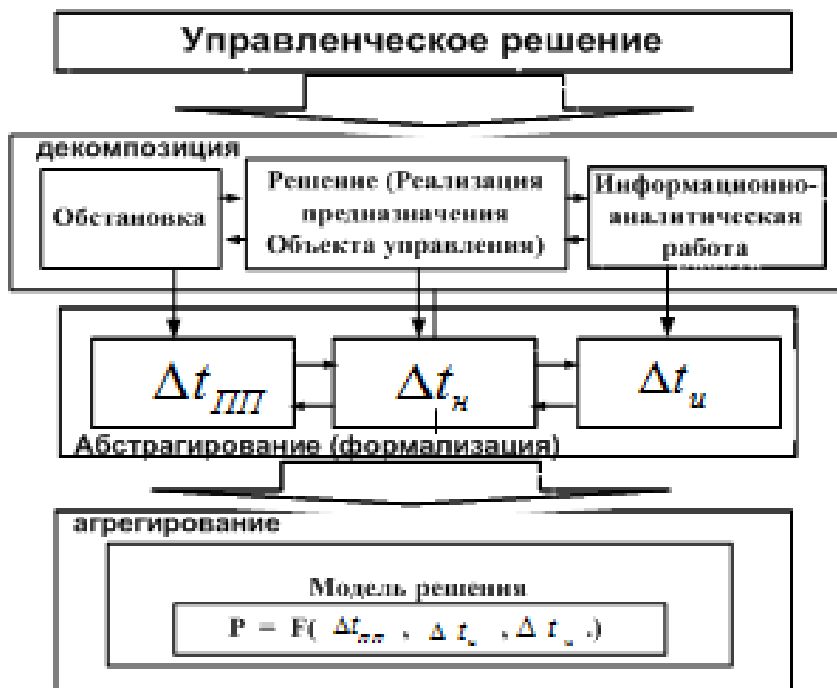 Управленческое решение
декомпозиция
Обстановка
Решение (Реализация
предназначения
Объекта управления)
Информационно-
аналитическая
работа
Δt_ПП
Δt_н
Δt_и
Абстрагирование (формализация)
агрегирование
Модель решения
P = F( Δt_пп , Δ t , Δ t .)